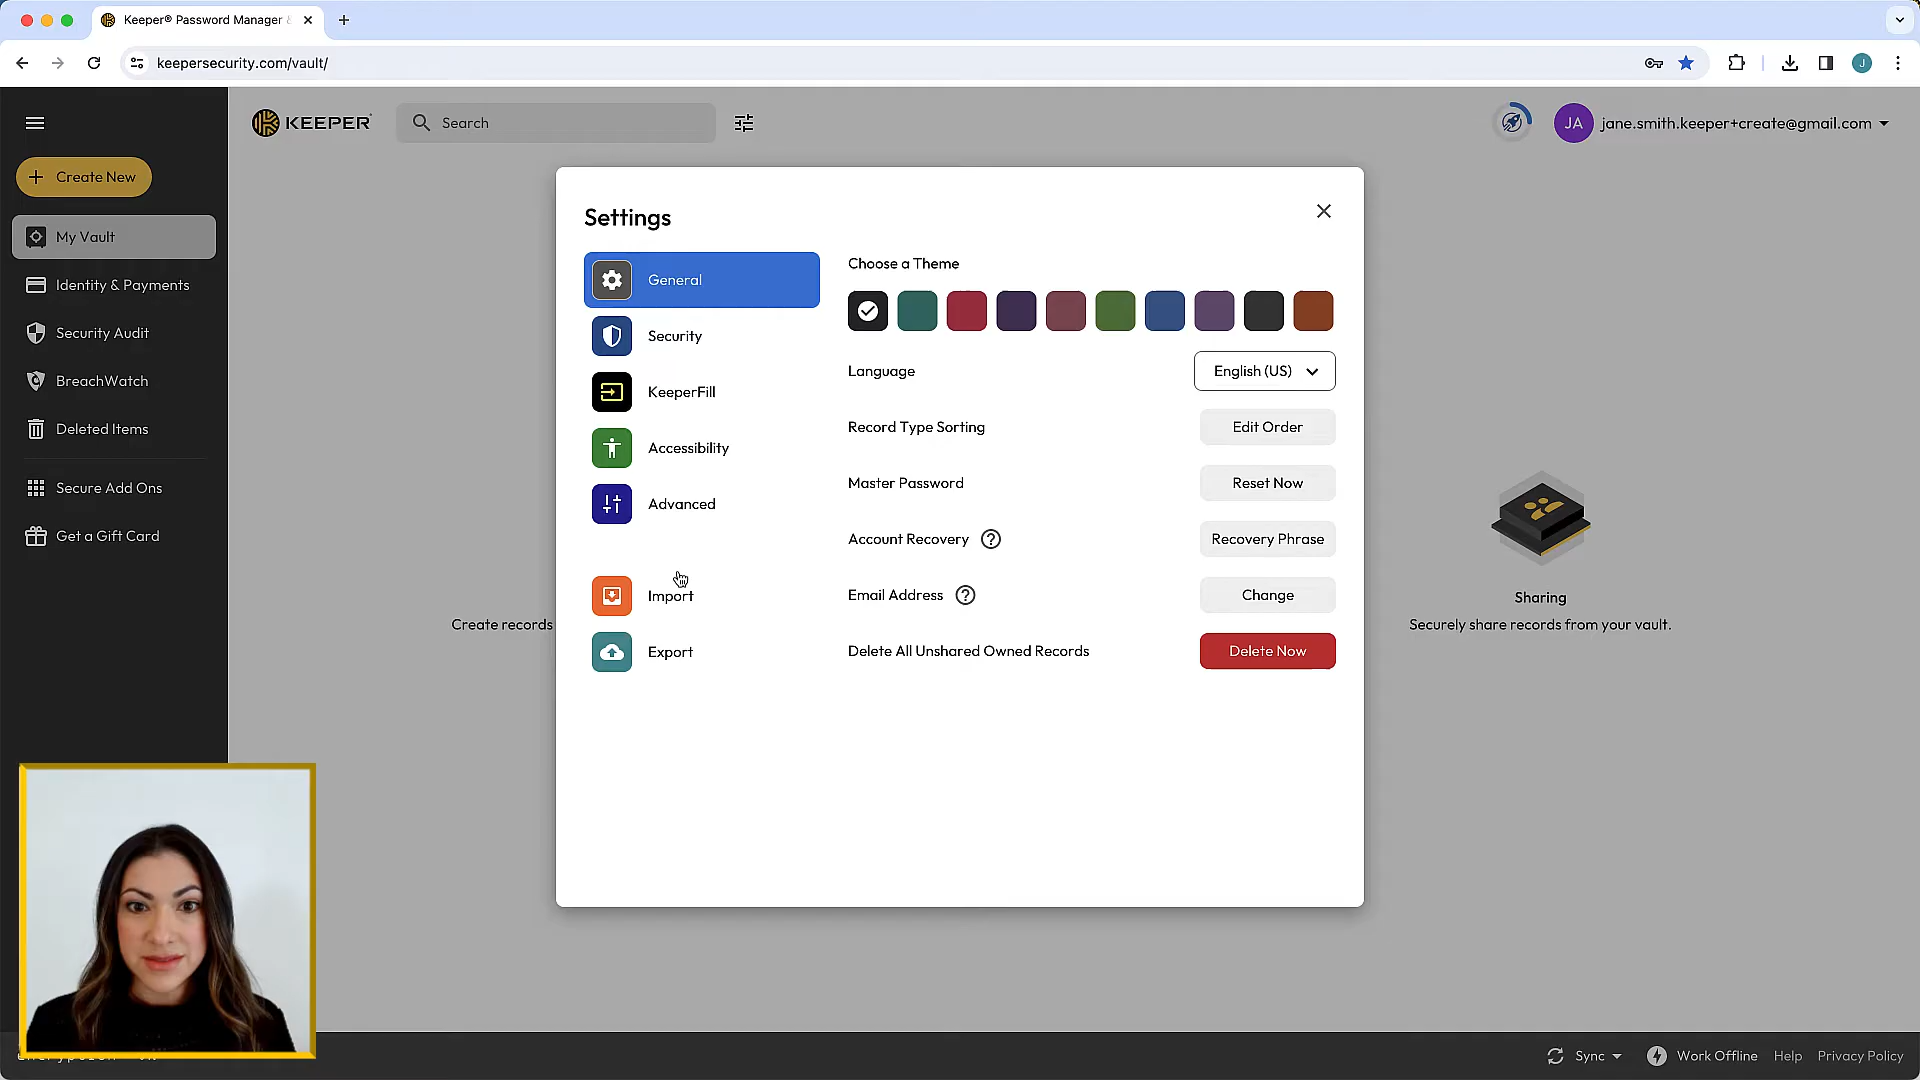 Keeper® Password Manager &
keepersecurity.com/vault/
J
KEEPER
Search
JA
jane.smith.keeper+create@gmail.com
Create New
My Vault
Identity & Payments
Security Audit
BreachWatch
Deleted Items
Secure Add Ons
Get a Gift Card
Create records
Settings
General
Security
KeeperFill
Accessibility
Advanced
Import
Export
Choose a Theme
Language
English (US)
Record Type Sorting
Edit Order
Master Password
Reset Now
Account Recovery
Recovery Phrase
Email Address
Change
Delete All Unshared Owned Records
Delete Now
Sharing
Securely share records from your vault.
Sync
Work Offline
Help
Privacy Policy